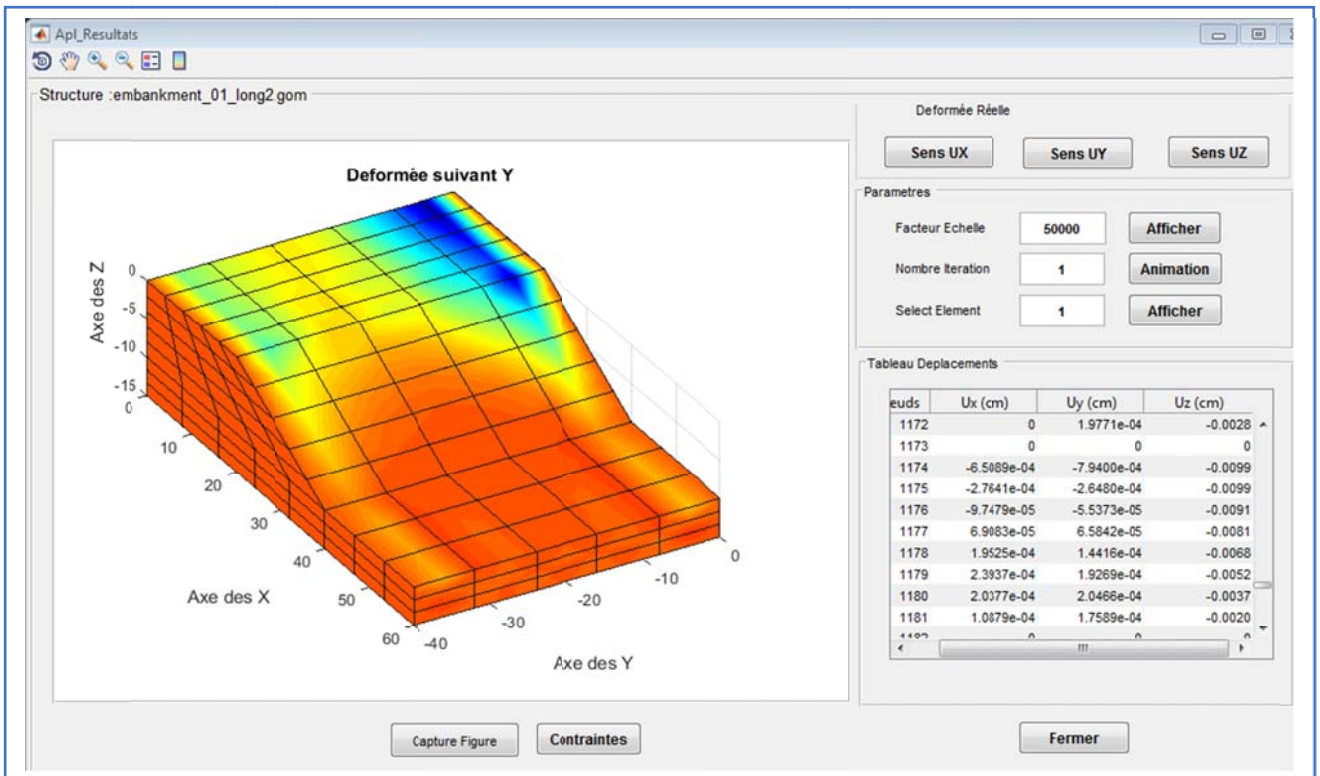 Apl_Resultats
Structure :embankment_01_long2.gom
Deformée suivant Y
Axe des Z
0
-5
-10
-15
0
10
20
30
40
50
60
Axe des X
-40
-30
-20
-10
0
Axe des Y
Capture Figure
Contraintes
Deformée Réelle
Sens UX
Sens UY
Sens UZ
Parametres
Facteur Echelle 50000 Afficher
Nombre Iteration 1 Animation
Select Element 1 Afficher
Tableau Deplacements
euds Ux (cm) Uy (cm) Uz (cm)
1172 0 1.9771e-04 -0.0028
1173 0 0 0
1174 -6.5089e-04 -7.9400e-04 -0.0099
1175 -2.7641e-04 -2.6480e-04 -0.0099
1176 -9.7479e-05 -5.5373e-05 -0.0091
1177 6.9083e-05 6.5842e-05 -0.0081
1178 1.9525e-04 1.4416e-04 -0.0068
1179 2.3937e-04 1.9269e-04 -0.0052
1180 2.0377e-04 2.0466e-04 -0.0037
1181 1.0879e-04 1.7589e-04 -0.0020
Fermer